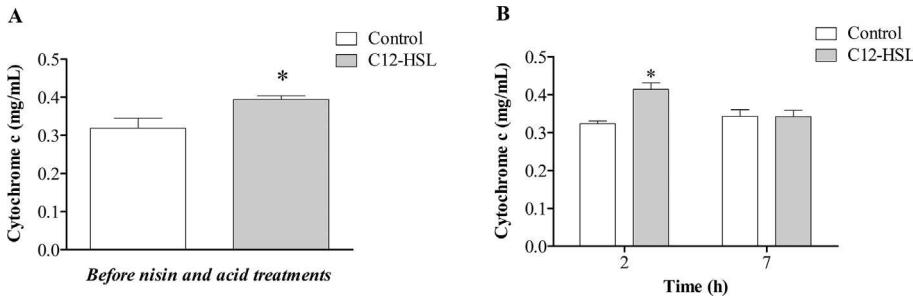 A
Control
C12-HSL
Cytochrome c (mg/mL)
0.5
0.4
0.3
0.2
0.1
0.0
*
Before nisin and acid treatments
B
Control
C12-HSL
Cytochrome c (mg/mL)
0.5
0.4
0.3
0.2
0.1
0.0
*
2
7
Time (h)